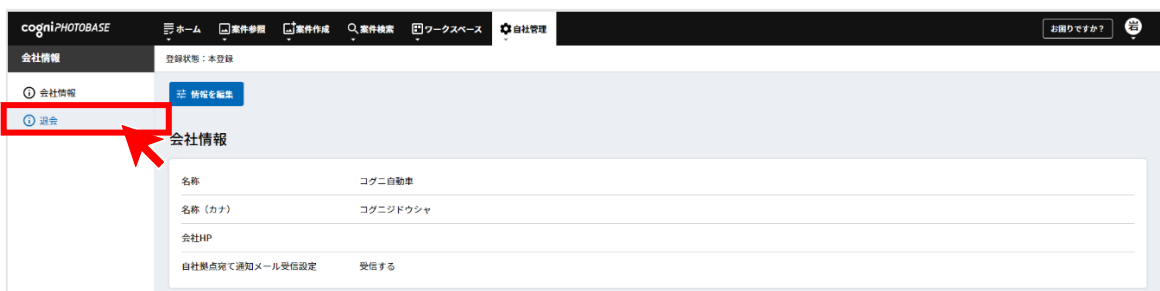 cogniPHOTOBASE ホーム 案件参照 案件作成 案件検索 ワークスペース 自社管理 お困りですか？ 岩
会社情報 登録状態：本登録
会社情報 情報を編集
退会
会社情報
名称 コグニ自動車
名称（カナ） コグニジドウシャ
会社HP
自社拠点宛て通知メール受信設定 受信する